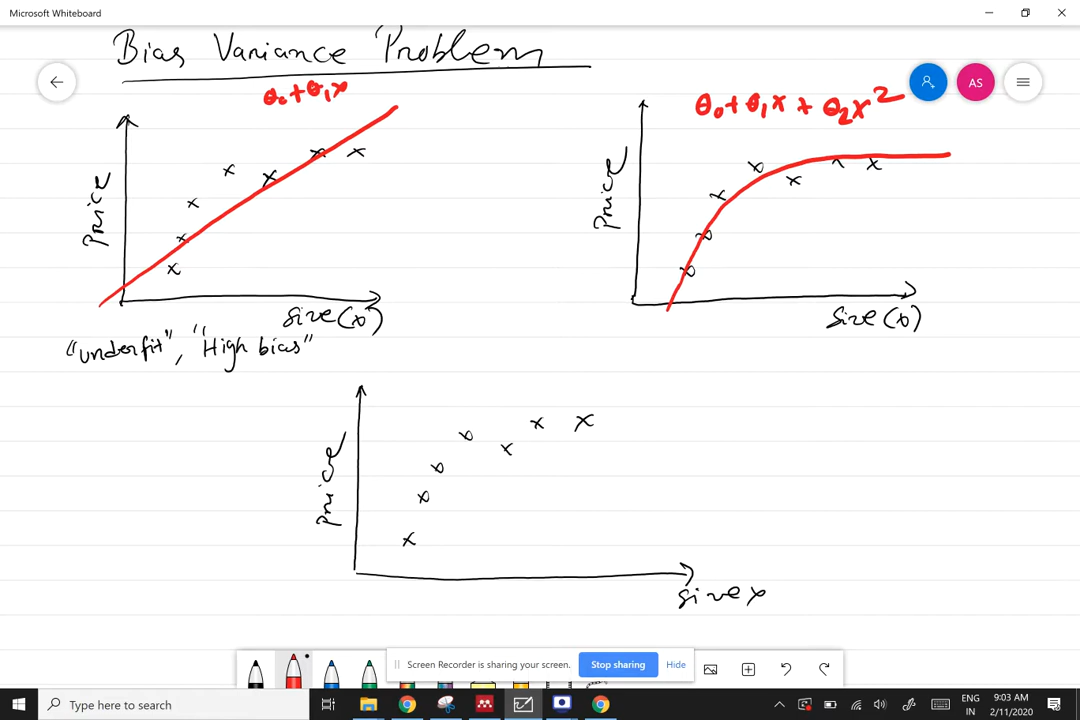 Microsoft Whiteboard
Bias Variance Problem
AS
θ₀ + θ₁x
θ₀ + θ₁x + θ₂x²
Price
Price
size(x)
size(x)
"underfit", "High bias"
Price
size x
Screen Recorder is sharing your screen.
Stop sharing
Hide
Type here to search
ENG
IN
9:03 AM
2/11/2020